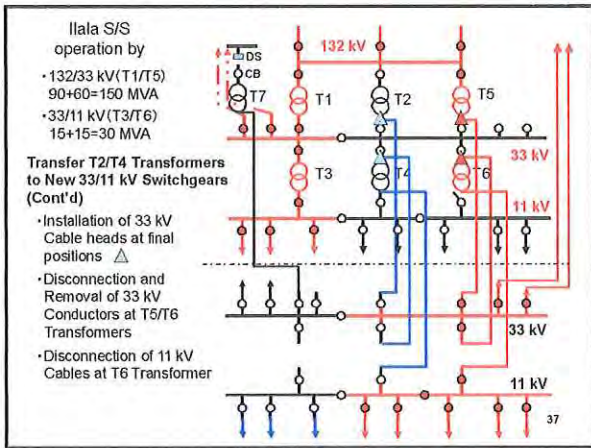 Ilala S/S
operation by
・132/33 kV(T1/T5)
90+60=150 MVA
・33/11 kV(T3/T6)
15+15=30 MVA
Transfer T2/T4 Transformers
to New 33/11 kV Switchgears
(Cont'd)
・Installation of 33 kV
Cable heads at final
positions
・Disconnection and
Removal of 33 kV
Conductors at T5/T6
Transformers
・Disconnection of 11 kV
Cables at T6 Transformer
DS
CB
T7
132 kV
T1
T2
T5
33 kV
T3
T4
T6
11 kV
33 kV
11 kV
37